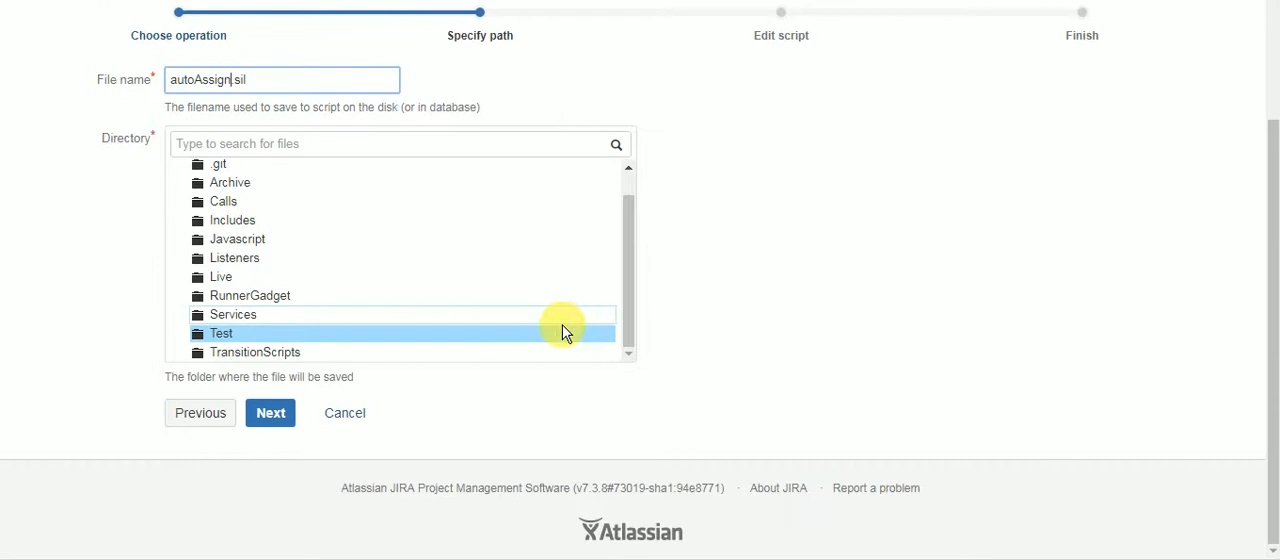 Choose operation
Specify path
Edit script
Finish
File name*
autoAssign.sil
The filename used to save to script on the disk (or in database)
Directory*
Type to search for files
.git
Archive
Calls
Includes
Javascript
Listeners
Live
RunnerGadget
Services
Test
TransitionScripts
The folder where the file will be saved
Previous
Next
Cancel
Atlassian JIRA Project Management Software (v7.3.8#73019-sha1:94e8771) · About JIRA · Report a problem
Atlassian